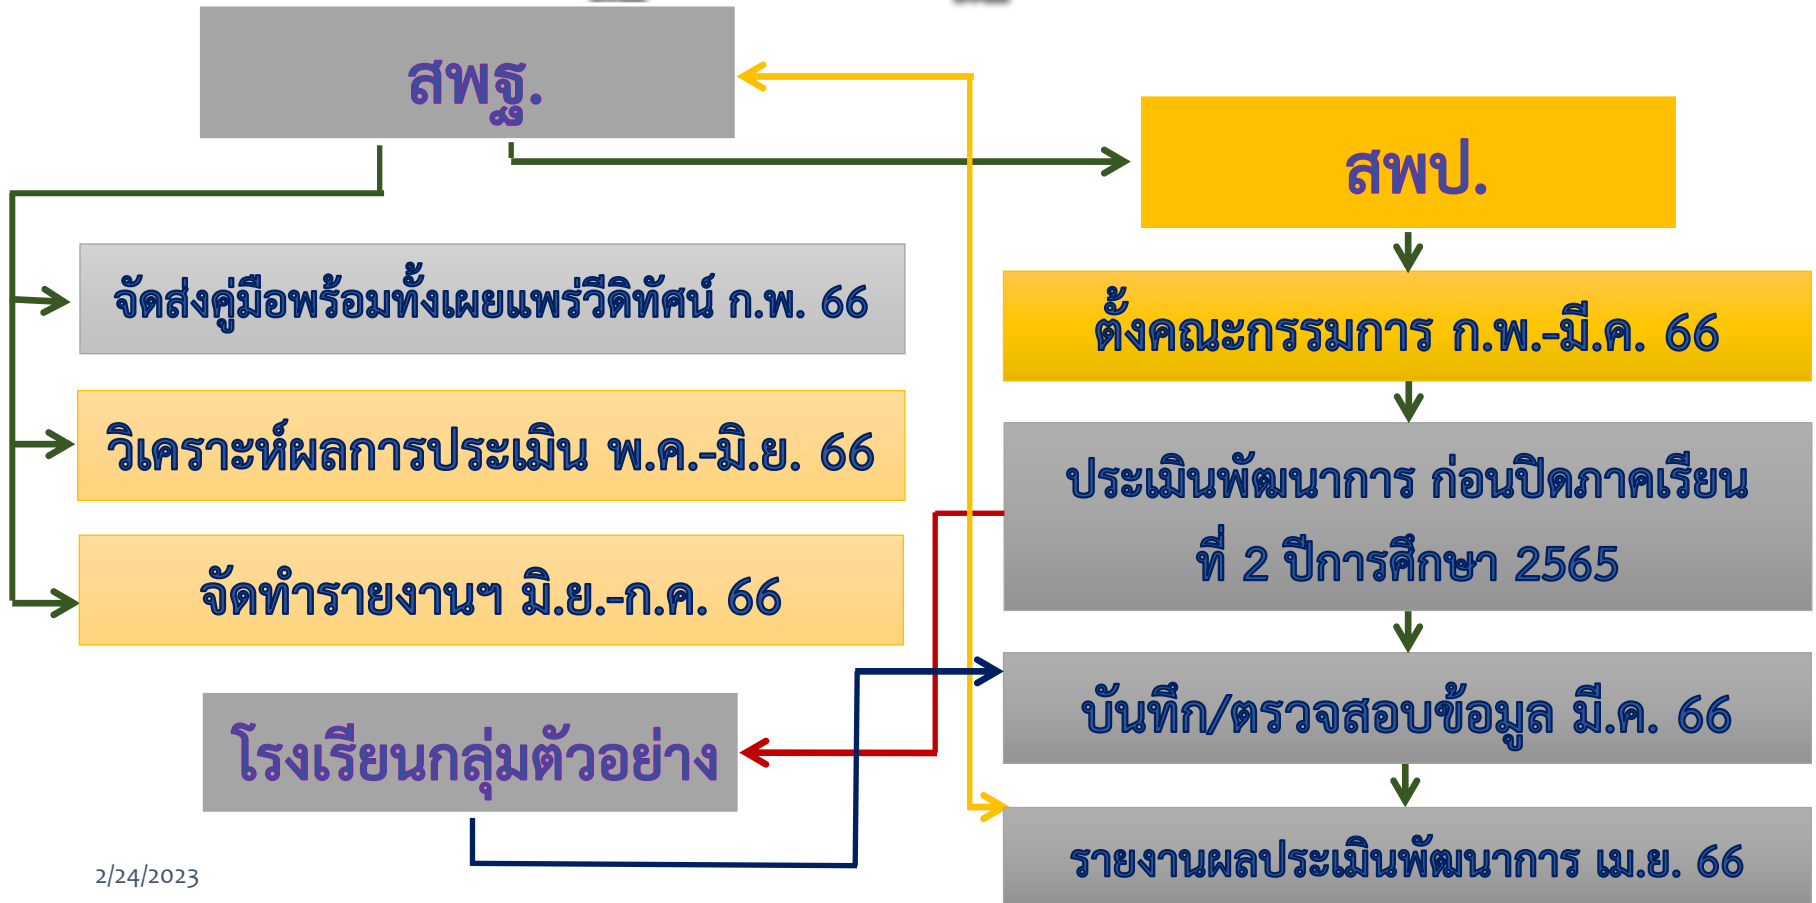 สพฐ.
สพป.
จัดส่งคู่มือพร้อมทั้งเผยแพร่วีดิทัศน์ ก.พ. 66
วิเคราะห์ผลการประเมิน พ.ค.-มิ.ย. 66
จัดทำรายงานฯ มิ.ย.-ก.ค. 66
โรงเรียนกลุ่มตัวอย่าง
ตั้งคณะกรรมการ ก.พ.-มี.ค. 66
ประเมินพัฒนาการ ก่อนปิดภาคเรียน
ที่ 2 ปีการศึกษา 2565
บันทึก/ตรวจสอบข้อมูล มี.ค. 66
รายงานผลประเมินพัฒนาการ เม.ย. 66
2/24/2023